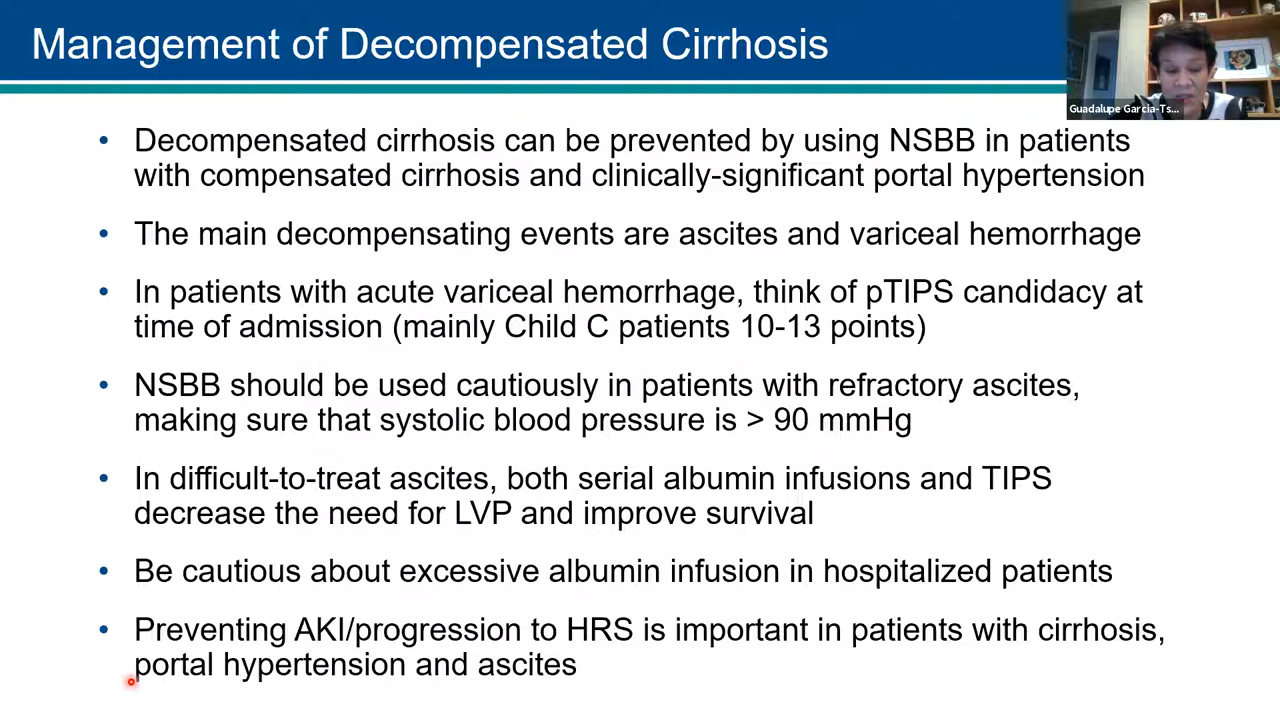 Management of Decompensated Cirrhosis
Guadalupe Garcia-Ts...
• Decompensated cirrhosis can be prevented by using NSBB in patients
with compensated cirrhosis and clinically-significant portal hypertension
• The main decompensating events are ascites and variceal hemorrhage
• In patients with acute variceal hemorrhage, think of pTIPS candidacy at
time of admission (mainly Child C patients 10-13 points)
• NSBB should be used cautiously in patients with refractory ascites,
making sure that systolic blood pressure is > 90 mmHg
• In difficult-to-treat ascites, both serial albumin infusions and TIPS
decrease the need for LVP and improve survival
• Be cautious about excessive albumin infusion in hospitalized patients
• Preventing AKI/progression to HRS is important in patients with cirrhosis,
portal hypertension and ascites